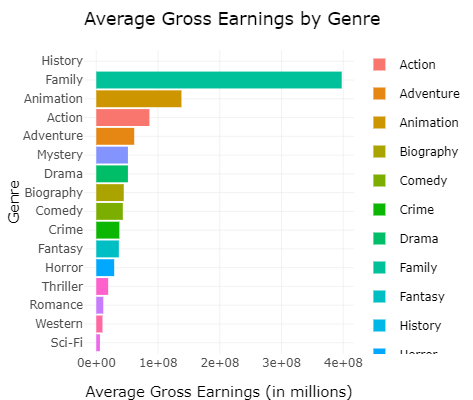 Average Gross Earnings by Genre
History
Family
Animation
Action
Adventure
Mystery
Drama
Biography
Comedy
Crime
Fantasy
Horror
Thriller
Romance
Western
Sci-Fi
Genre
0e+00 1e+08 2e+08 3e+08 4e+08
Average Gross Earnings (in millions)
Action
Adventure
Animation
Biography
Comedy
Crime
Drama
Family
Fantasy
History
Horror